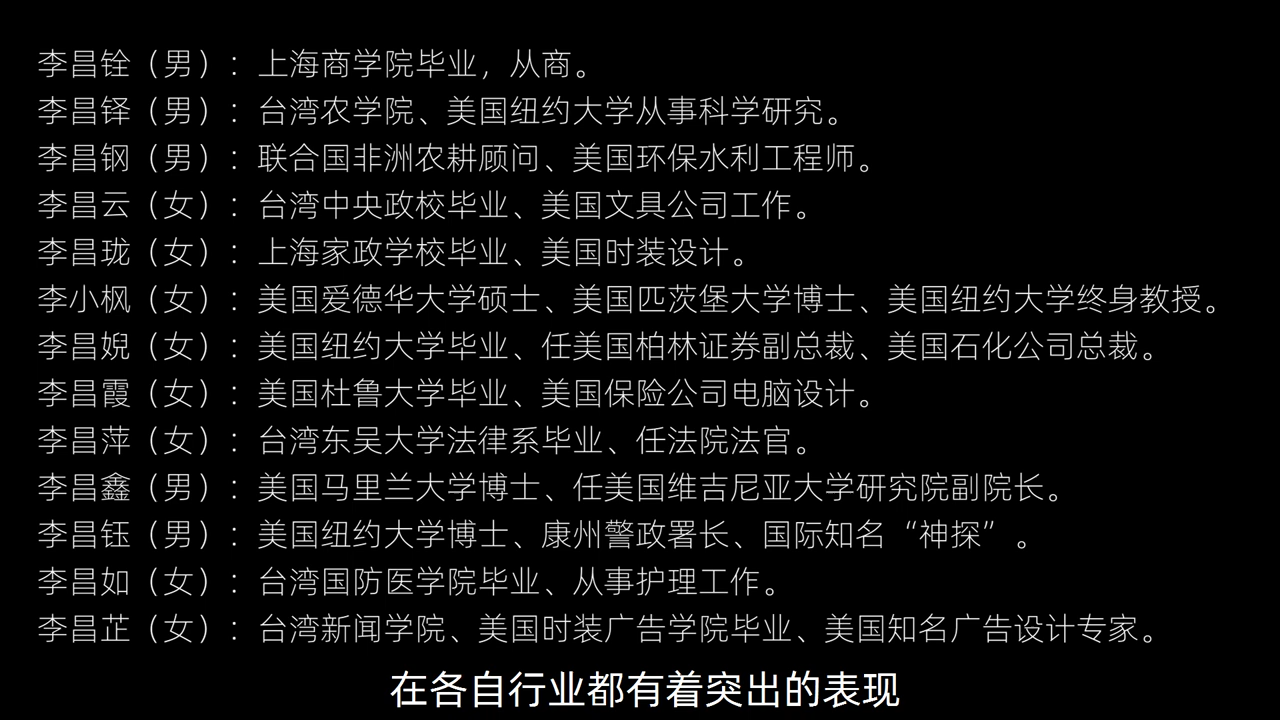 李昌铨（男）：上海商学院毕业，从商。
李昌铎（男）：台湾农学院、美国纽约大学从事科学研究。
李昌钢（男）：联合国非洲农耕顾问、美国环保水利工程师。
李昌云（女）：台湾中央政校毕业、美国文具公司工作。
李昌珑（女）：上海家政学校毕业、美国时装设计。
李小枫（女）：美国爱德华大学硕士、美国匹茨堡大学博士、美国纽约大学终身教授。
李昌婗（女）：美国纽约大学毕业、任美国柏林证券副总裁、美国石化公司总裁。
李昌霞（女）：美国杜鲁大学毕业、美国保险公司电脑设计。
李昌萍（女）：台湾东吴大学法律系毕业、任法院法官。
李昌鑫（男）：美国马里兰大学博士、任美国维吉尼亚大学研究院副院长。
李昌钰（男）：美国纽约大学博士、康州警政署长、国际知名“神探”。
李昌如（女）：台湾国防医学院毕业、从事护理工作。
李昌芷（女）：台湾新闻学院、美国时装广告学院毕业、美国知名广告设计专家。
在各自行业都有着突出的表现